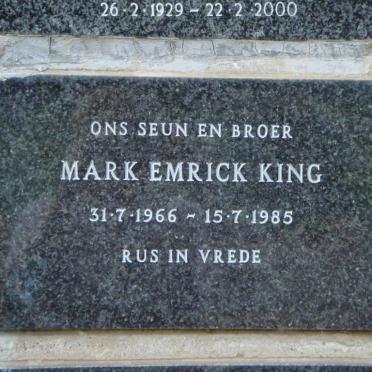 26·2·1929 – 22·2·2000
ONS SEUN EN BROER
MARK EMRICK KING
31·7·1966 ~ 15·7·1985
RUS IN VREDE